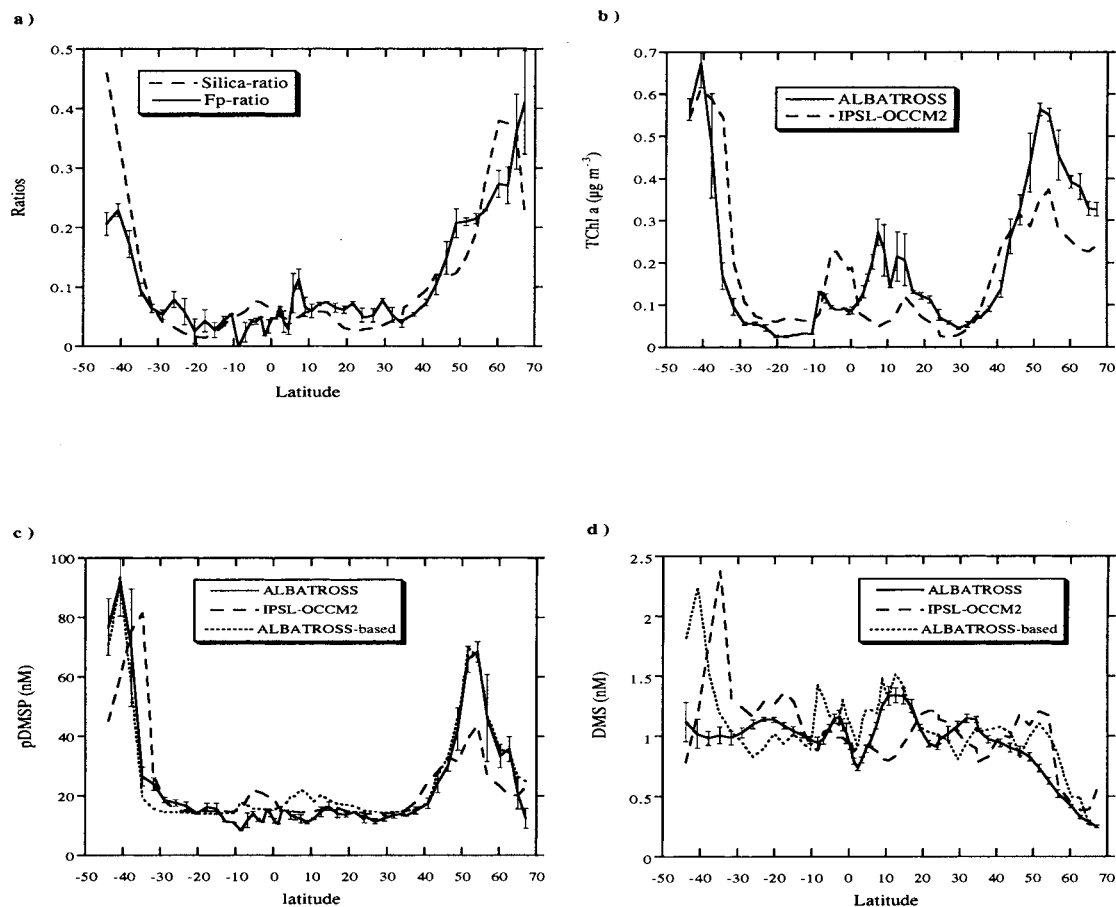 a )
0.5
0.4
0.3
0.2
0.1
0
Ratios
Silica-ratio
Fp-ratio
-50 -40 -30 -20 -10 0 10 20 30 40 50 60 70
Latitude
b )
0.7
0.6
0.5
0.4
0.3
0.2
0.1
0
TChl a (µg m⁻³)
ALBATROSS
IPSL-OCCM2
-50 -40 -30 -20 -10 0 10 20 30 40 50 60 70
Latitude
c )
100
80
60
40
20
0
pDMSP (nM)
ALBATROSS
IPSL-OCCM2
ALBATROSS-based
-50 -40 -30 -20 -10 0 10 20 30 40 50 60 70
latitude
d )
2.5
2
1.5
1
0.5
0
DMS (nM)
ALBATROSS
IPSL-OCCM2
ALBATROSS-based
-50 -40 -30 -20 -10 0 10 20 30 40 50 60 70
Latitude